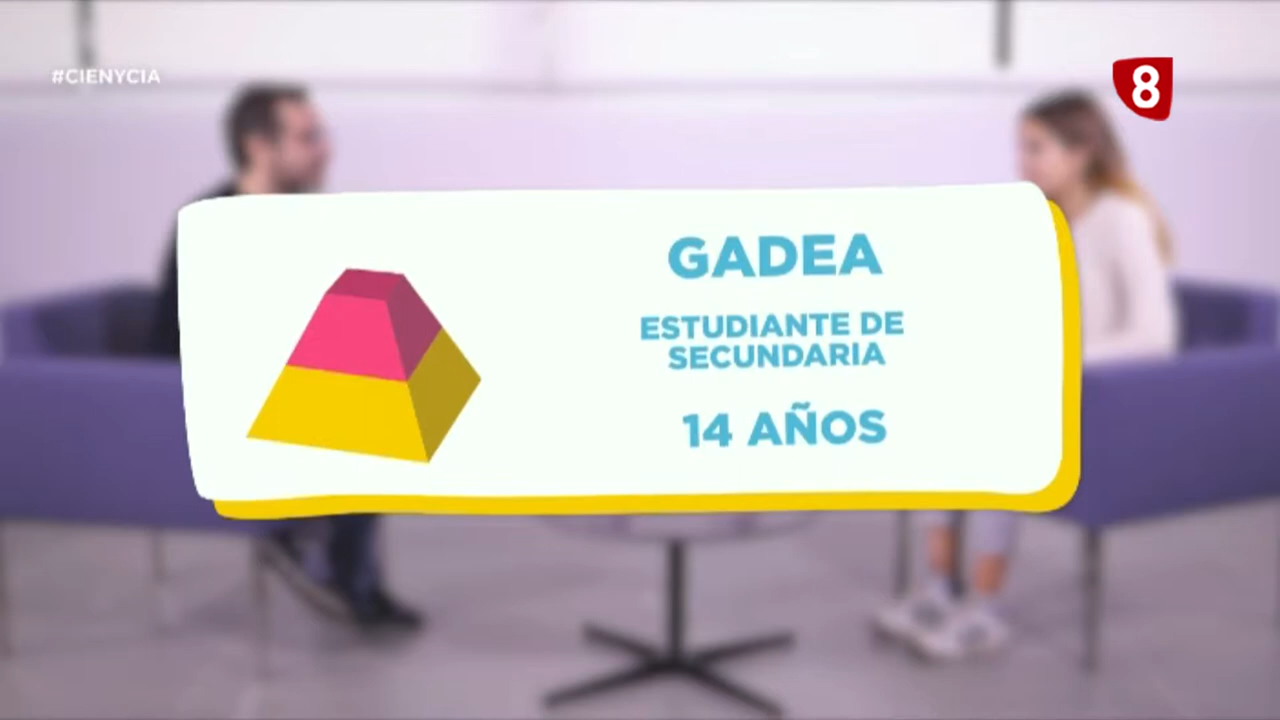 #CIENYCIA
8
GADEA
ESTUDIANTE DE
SECUNDARIA
14 AÑOS